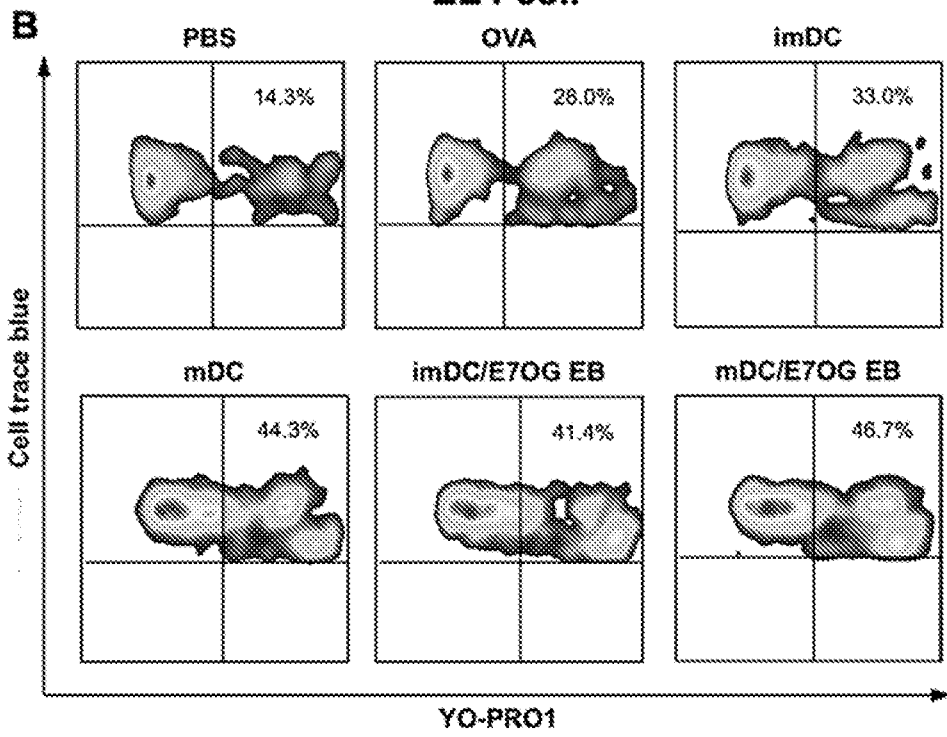 B
PBS
OVA
imDC
14.3%
28.0%
33.0%
mDC
imDC/E7OG EB
mDC/E7OG EB
44.3%
41.4%
46.7%
Cell trace blue
YO-PRO1